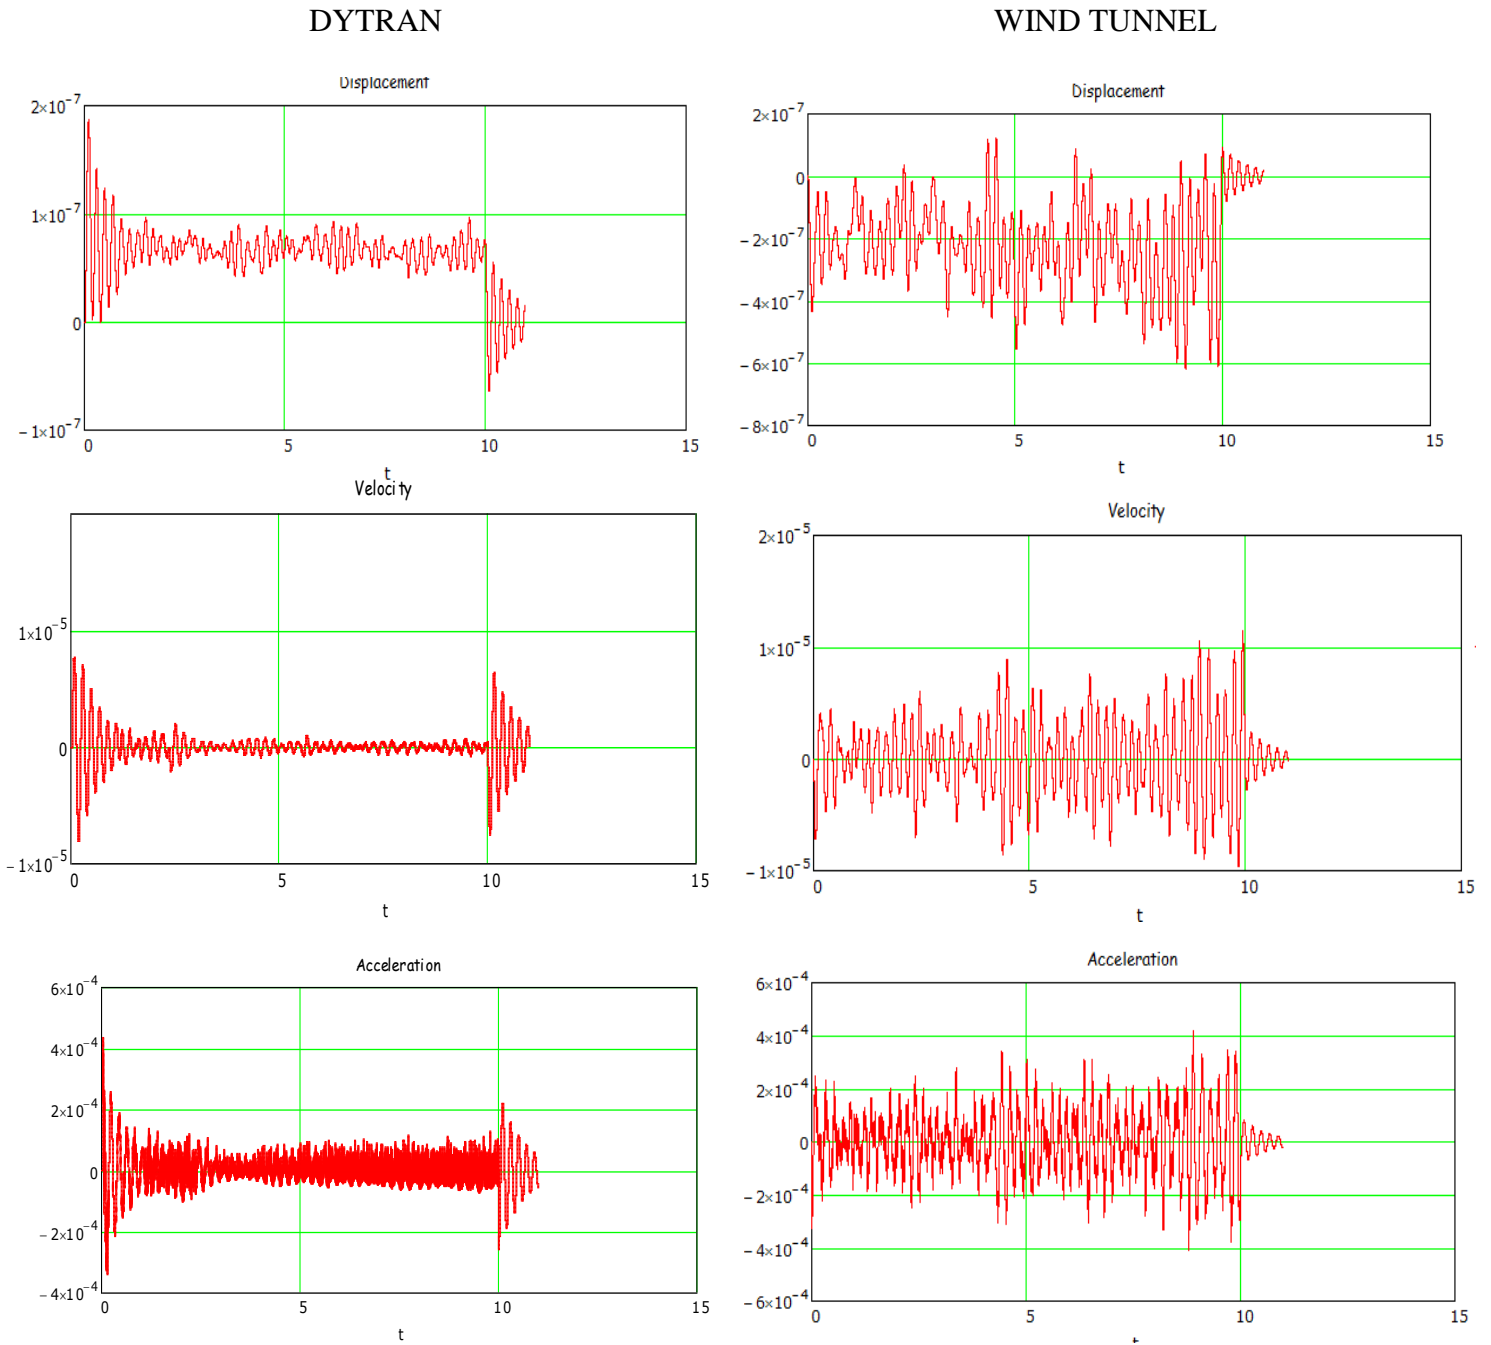 DYTRAN
WIND TUNNEL
Displacement
2×10⁻⁷
1×10⁻⁷
0
−1×10⁻⁷
0 5 10 15
t
Displacement
2×10⁻⁷
0
−2×10⁻⁷
−4×10⁻⁷
−6×10⁻⁷
−8×10⁻⁷
0 5 10 15
t
Velocity
1×10⁻⁵
0
−1×10⁻⁵
0 5 10 15
t
Velocity
2×10⁻⁵
1×10⁻⁵
0
−1×10⁻⁵
0 5 10 15
t
Acceleration
6×10⁻⁴
4×10⁻⁴
2×10⁻⁴
0
−2×10⁻⁴
−4×10⁻⁴
0 5 10 15
t
Acceleration
6×10⁻⁴
4×10⁻⁴
2×10⁻⁴
0
−2×10⁻⁴
−4×10⁻⁴
−6×10⁻⁴
0 5 10 15
t